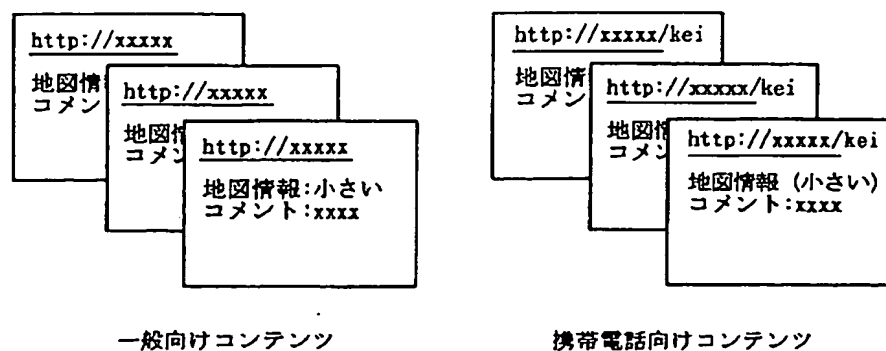 http://xxxxx
地図情
コメン
http://xxxxx
地図情
コメン
http://xxxxx
地図情報:小さい
コメント:xxxx
一般向けコンテンツ
http://xxxxx/kei
地図情
コメン
http://xxxxx/kei
地図情
コメン
http://xxxxx/kei
地図情報 (小さい)
コメント:xxxx
携帯電話向けコンテンツ